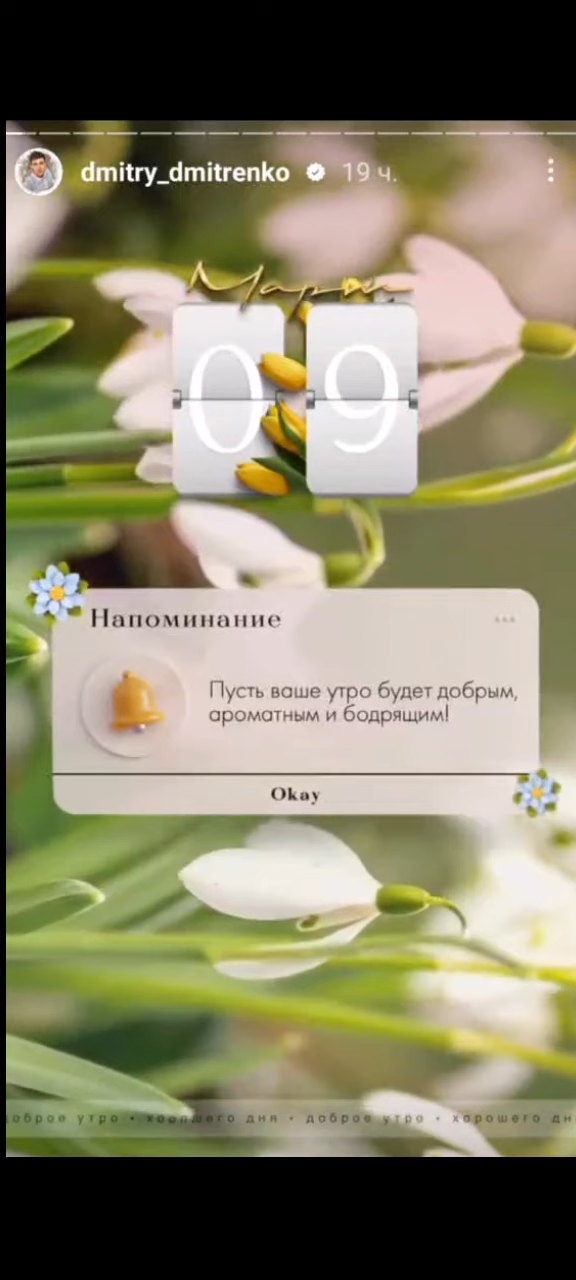 dmitry_dmitrenko 19 ч.
Март
09
Напоминание
Пусть ваше утро будет добрым,
ароматным и бодрящим!
Okay
доброе утро • хорошего дня • доброе утро • хорошего дн